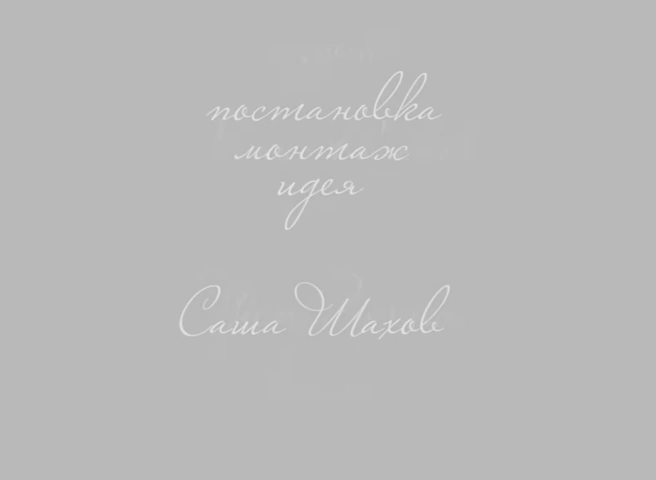 постановка
монтаж
идея
Саша Шахов